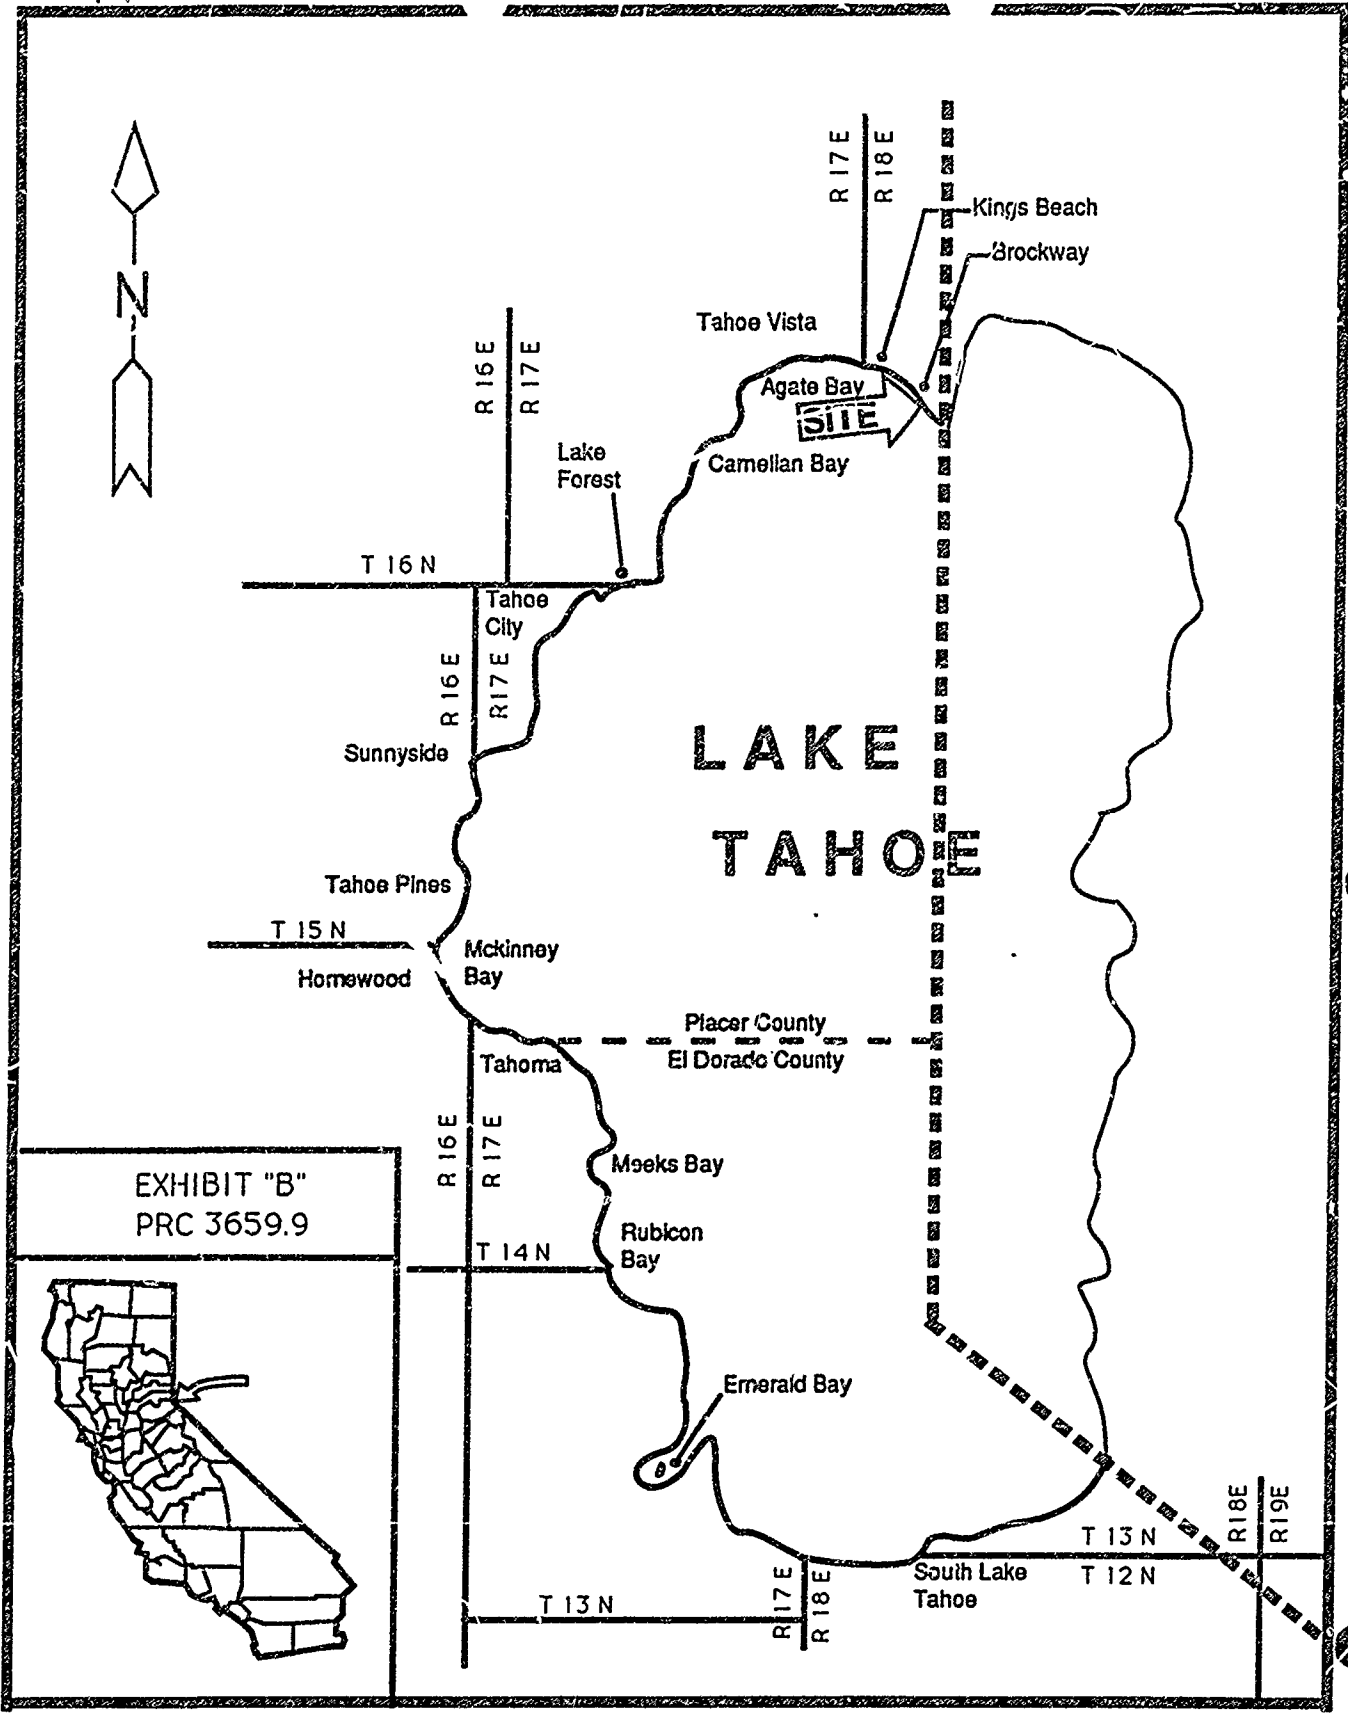 R 17 E
R 18 E
Kings Beach
Brockway
N
Tahoe Vista
R 16 E
R 17 E
Agate Bay
SITE
Lake
Forest
Carnelian Bay
T 16 N
Tahoe
City
R 16 E
R 17 E
LAKE
Sunnyside
TAHOE
Tahoe Pines
T 15 N
Mckinney
Bay
Homewood
Placer County
El Dorado County
Tahoma
R 16 E
R 17 E
Meeks Bay
EXHIBIT "B"
PRC 3659.9
Rubicon
Bay
T 14 N
Emerald Bay
R 18 E
R 19 E
T 13 N
T 12 N
South Lake
Tahoe
R 17 E
R 18 E
T 13 N